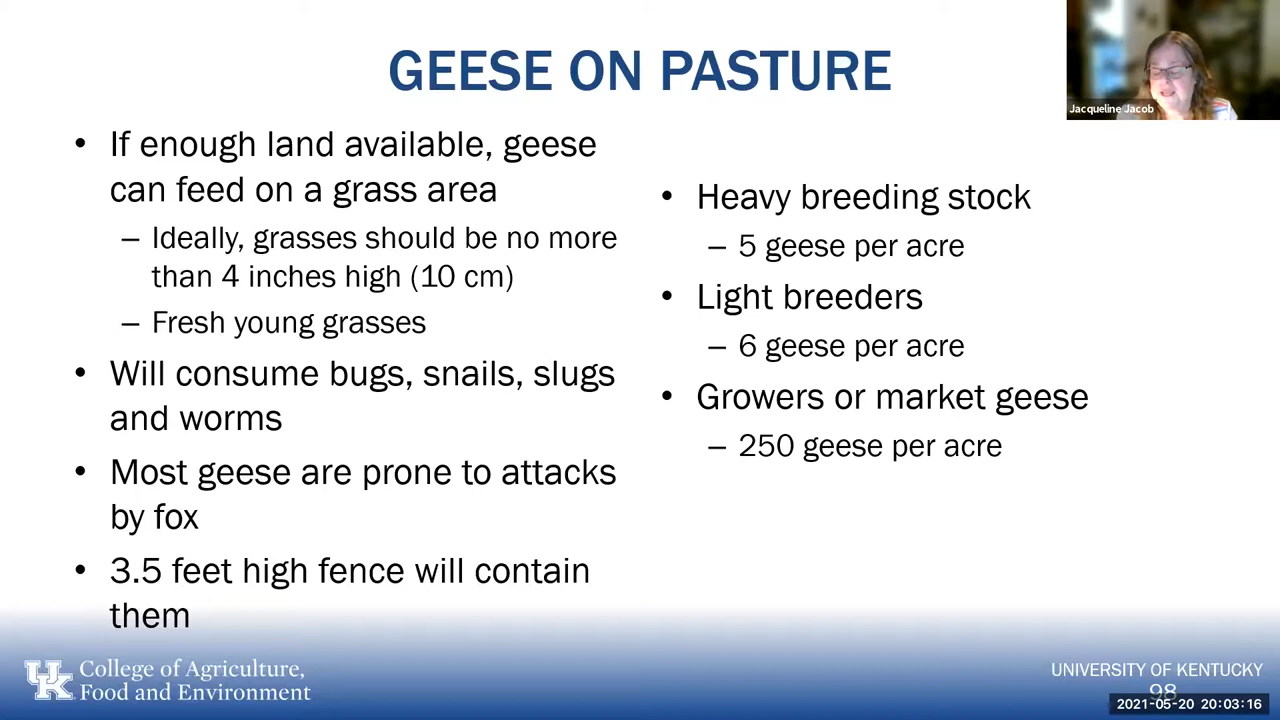 GEESE ON PASTURE
Jacqueline Jacob
• If enough land available, geese
can feed on a grass area
– Ideally, grasses should be no more
than 4 inches high (10 cm)
– Fresh young grasses
• Will consume bugs, snails, slugs
and worms
• Most geese are prone to attacks
by fox
• 3.5 feet high fence will contain
them
• Heavy breeding stock
– 5 geese per acre
• Light breeders
– 6 geese per acre
• Growers or market geese
– 250 geese per acre
UK
College of Agriculture,
Food and Environment
UNIVERSITY OF KENTUCKY
98
2021-05-20 20:03:16